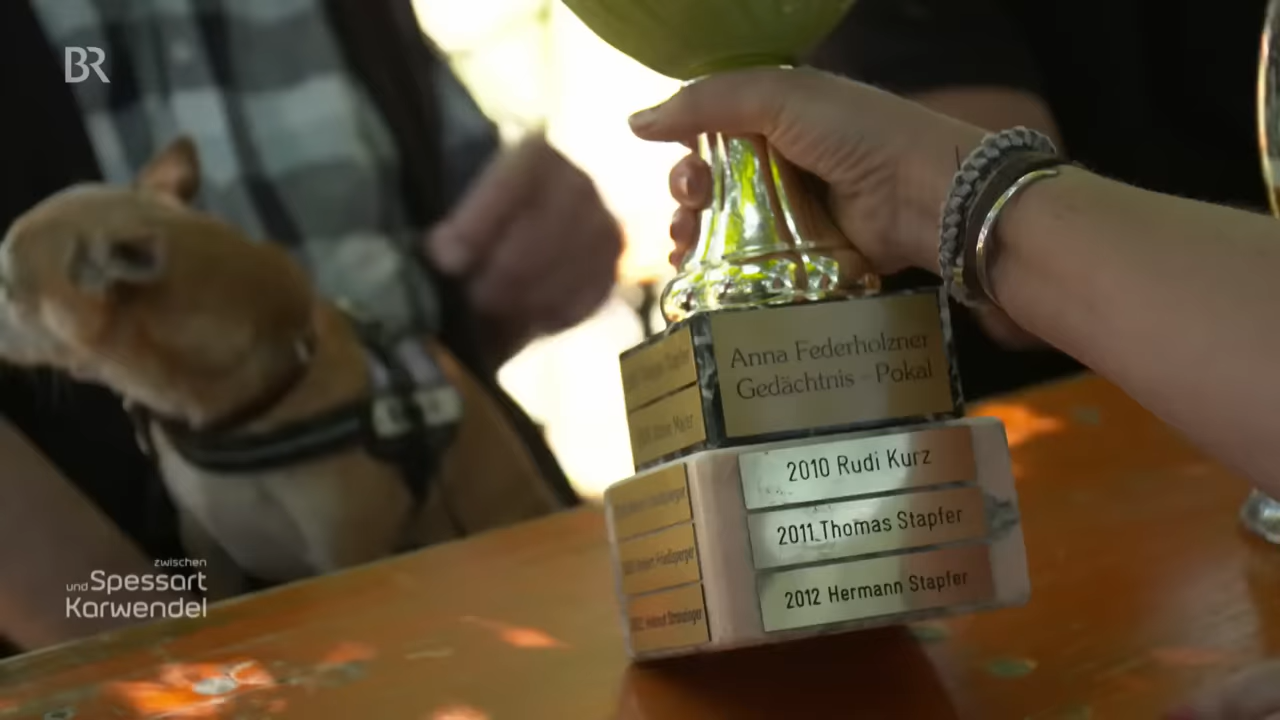 BR
Anna Federholzner
Gedächtnis - Pokal
2010 Rudi Kurz
2011 Thomas Stapfer
2012 Hermann Stapfer
zwischen
und Spessart
Karwendel